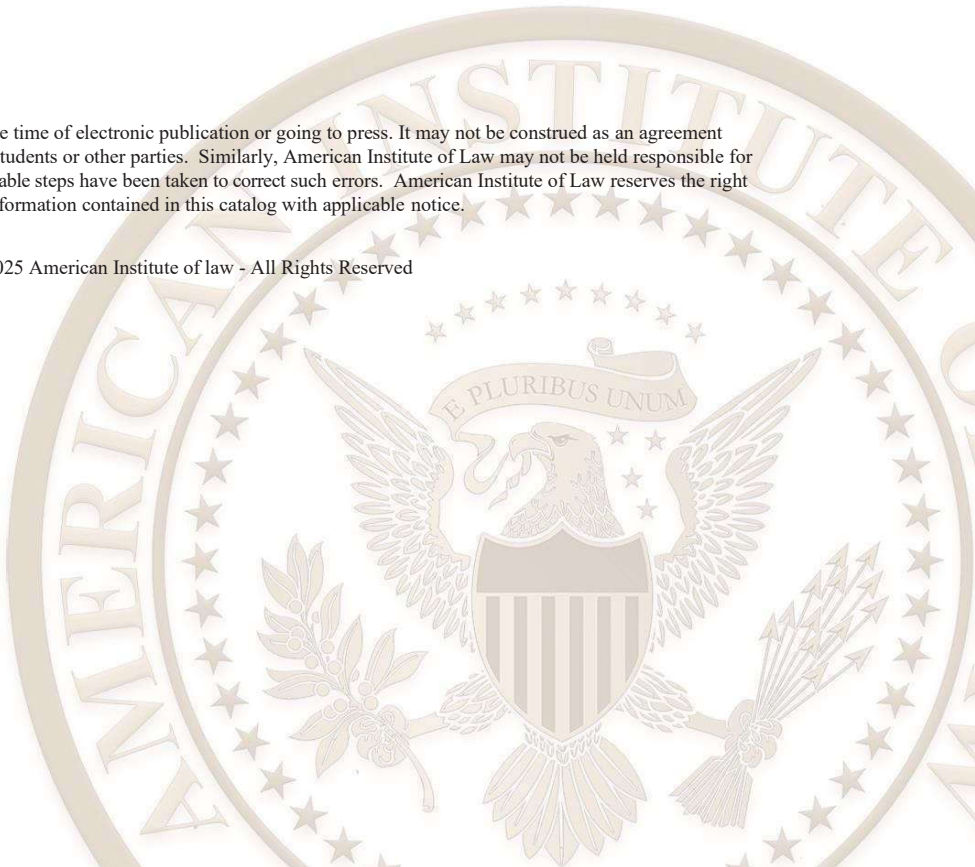 e time of electronic publication or going to press. It may not be construed as an agreement
tudents or other parties.  Similarly, American Institute of Law may not be held responsible for
able steps have been taken to correct such errors.  American Institute of Law reserves the right
formation contained in this catalog with applicable notice.
025 American Institute of law - All Rights Reserved
AMERICAN INSTITUTE O
E PLURIBUS UNUM